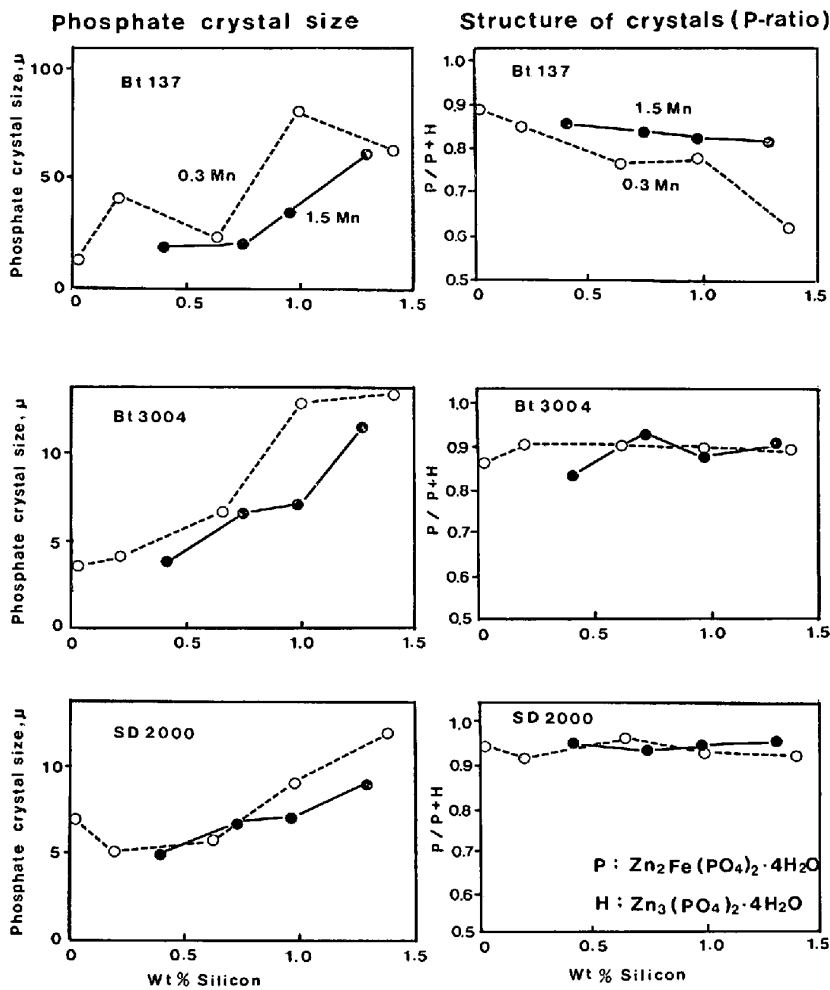 Phosphate crystal size
Structure of crystals (P-ratio)
Phosphate crystal size, μ
100
50
0
Bt 137
0.3 Mn
1.5 Mn
0
0.5
1.0
1.5
P / P+H
1.0
0.9
0.8
0.7
0.6
0.5
Bt 137
1.5 Mn
0.3 Mn
0
0.5
1.0
1.5
Phosphate crystal size, μ
10
5
0
Bt 3004
0
0.5
1.0
1.5
P / P+H
1.0
0.9
0.8
0.7
0.6
0.5
Bt 3004
0
0.5
1.0
1.5
Phosphate crystal size, μ
10
5
0
SD 2000
0
0.5
1.0
1.5
Wt % Silicon
P / P+H
1.0
0.9
0.8
0.7
0.6
0.5
SD 2000
P : Zn₂Fe(PO₄)₂·4H₂O
H : Zn₃(PO₄)₂·4H₂O
0
0.5
1.0
1.5
Wt % Silicon